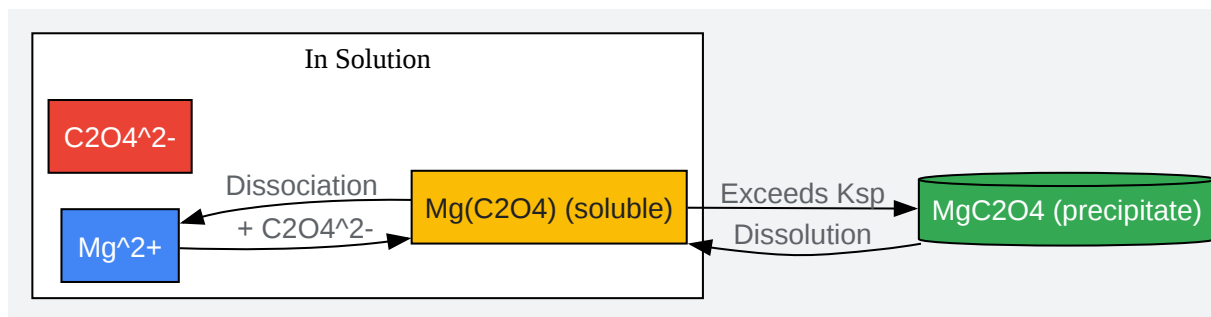 In Solution
C2O4^2-
Dissociation
+ C2O4^2-
Mg^2+
Mg(C2O4) (soluble)
Exceeds Ksp
Dissolution
MgC2O4 (precipitate)